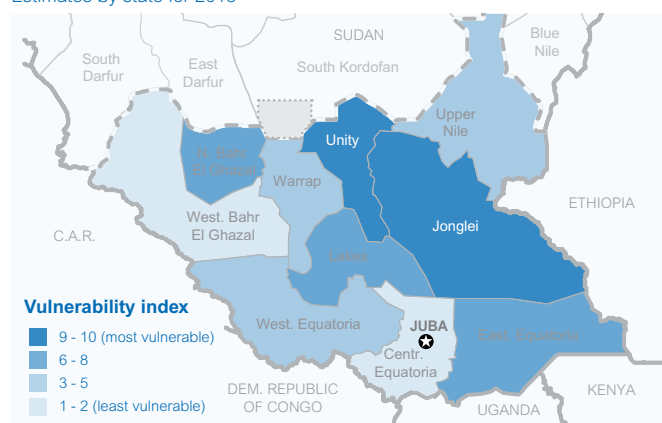 Estimates by state for 2013
SUDAN
Blue
Nile
South
Darfur
East
Darfur
South Kordofan
Upper
Nile
Unity
N. Bahr
El Ghazal
Warrap
West. Bahr
El Ghazal
ETHIOPIA
Jonglei
C.A.R.
Lakes
Vulnerability index
9 - 10 (most vulnerable)
6 - 8
3 - 5
1 - 2 (least vulnerable)
West. Equatoria
JUBA
Centr.
Equatoria
East. Equatoria
DEM. REPUBLIC
OF CONGO
UGANDA
KENYA